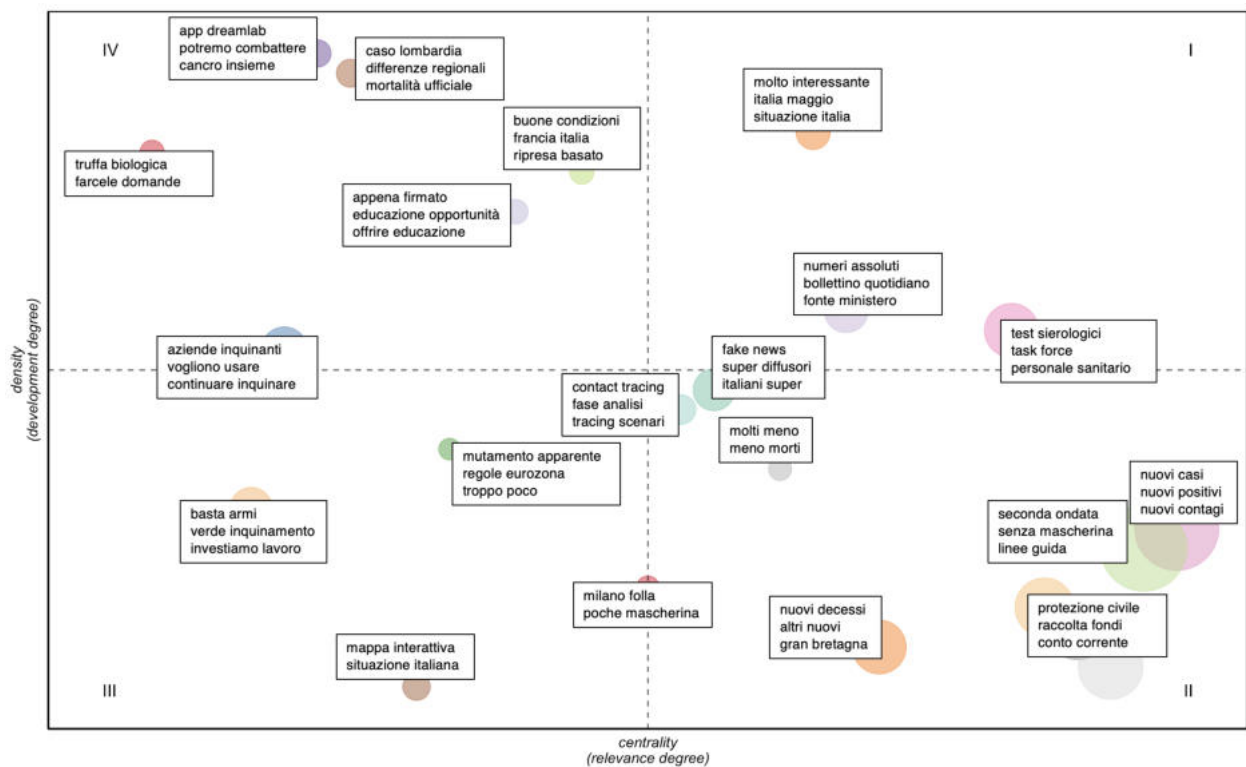 IV
app dreamlab
potremo combattere
cancro insieme
caso lombardia
differenze regionali
mortalità ufficiale
I
molto interessante
italia maggio
situazione italia
buone condizioni
francia italia
ripresa basato
truffa biologica
farcele domande
appena firmato
educazione opportunità
offrire educazione
numeri assoluti
bollettino quotidiano
fonte ministero
test sierologici
task force
personale sanitario
aziende inquinanti
vogliono usare
continuare inquinare
fake news
super diffusori
italiani super
contact tracing
fase analisi
tracing scenari
molti meno
meno morti
mutamento apparente
regole eurozona
troppo poco
nuovi casi
nuovi positivi
nuovi contagi
basta armi
verde inquinamento
investiamo lavoro
seconda ondata
senza mascherina
linee guida
milano folla
poche mascherina
nuovi decessi
altri nuovi
gran bretagna
protezione civile
raccolta fondi
conto corrente
mappa interattiva
situazione italiana
III
II
density
(development degree)
centrality
(relevance degree)